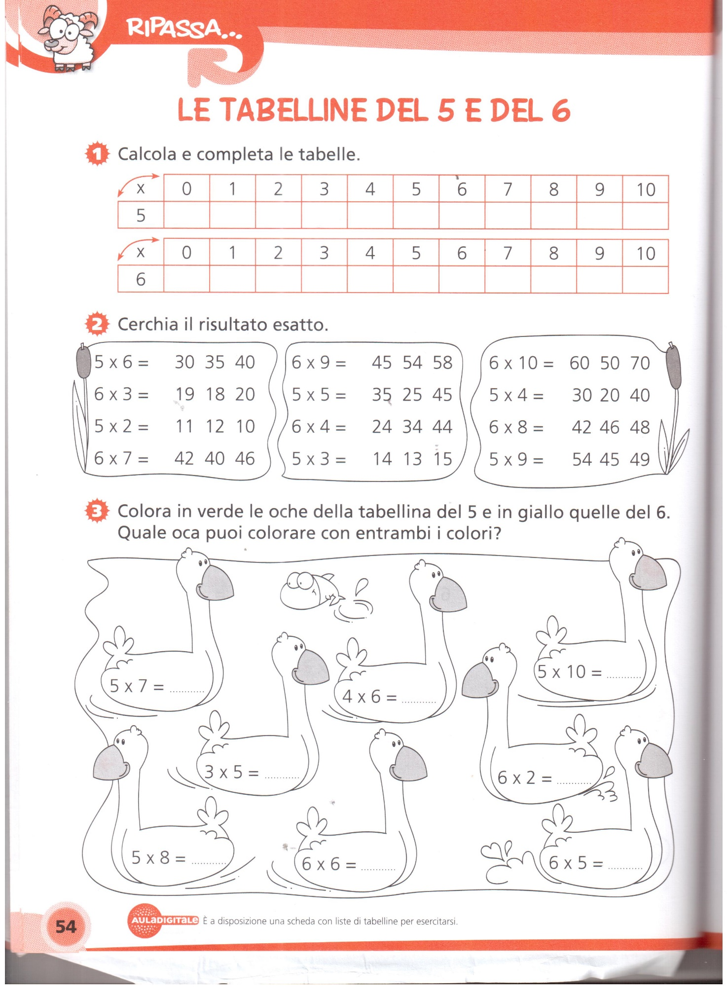 RIPASSA...
LE TABELLINE DEL 5 E DEL 6
1 Calcola e completa le tabelle.
x 0 1 2 3 4 5 6 7 8 9 10
5
x 0 1 2 3 4 5 6 7 8 9 10
6
2 Cerchia il risultato esatto.
5 x 6 = 30 35 40
6 x 3 = 19 18 20
5 x 2 = 11 12 10
6 x 7 = 42 40 46
6 x 9 = 45 54 58
5 x 5 = 35 25 45
6 x 4 = 24 34 44
5 x 3 = 14 13 15
6 x 10 = 60 50 70
5 x 4 = 30 20 40
6 x 8 = 42 46 48
5 x 9 = 54 45 49
3 Colora in verde le oche della tabellina del 5 e in giallo quelle del 6.
Quale oca puoi colorare con entrambi i colori?
5 x 7 = ...........
4 x 6 = ...........
5 x 10 = ...........
3 x 5 = ...........
6 x 2 = ...........
5 x 8 = ...........
6 x 6 = ...........
6 x 5 = ...........
54
AULADIGITALE È a disposizione una scheda con liste di tabelline per esercitarsi.